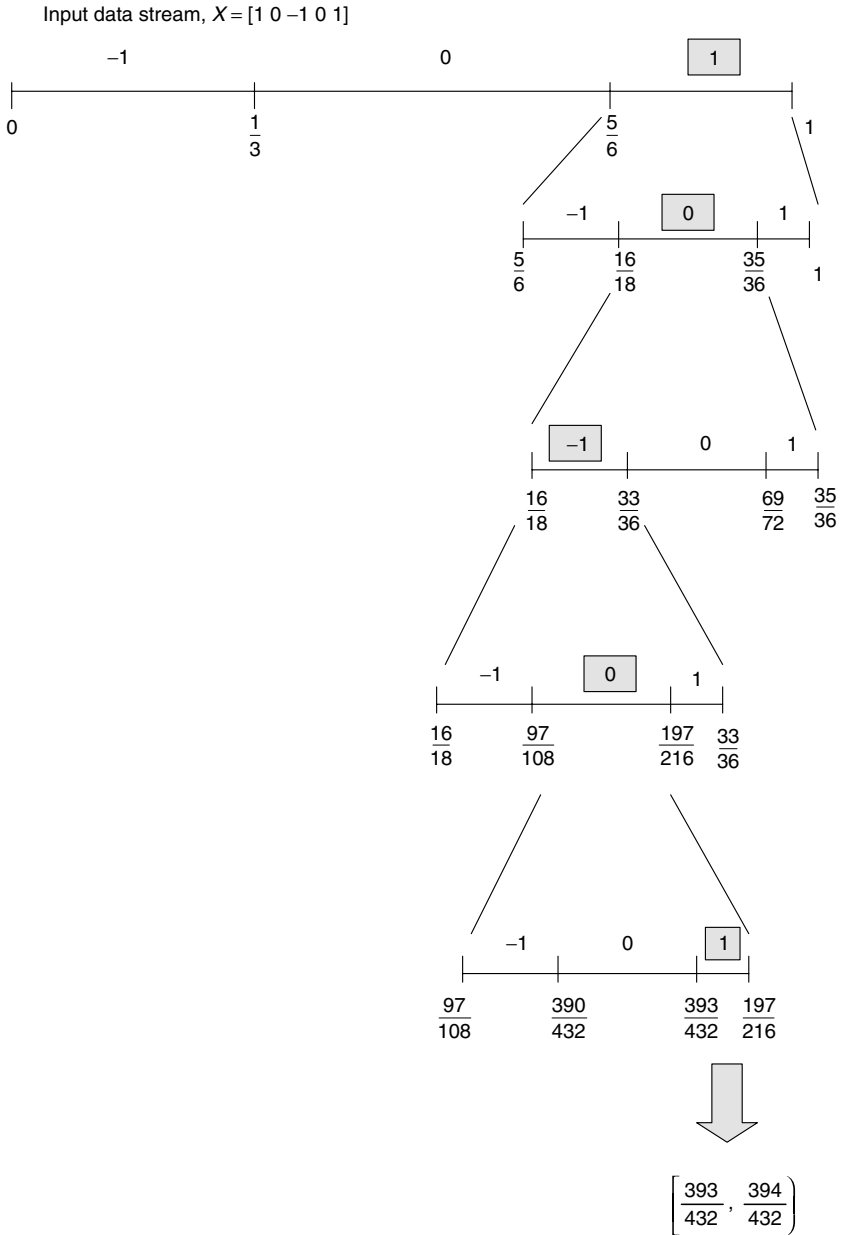 Input data stream, X = [1 0 −1 0 1]
−1 0 1
0 1/3 5/6 1
−1 0 1
5/6 16/18 35/36 1
−1 0 1
16/18 33/36 69/72 35/36
−1 0 1
16/18 97/108 197/216 33/36
−1 0 1
97/108 390/432 393/432 197/216
[393/432 , 394/432)